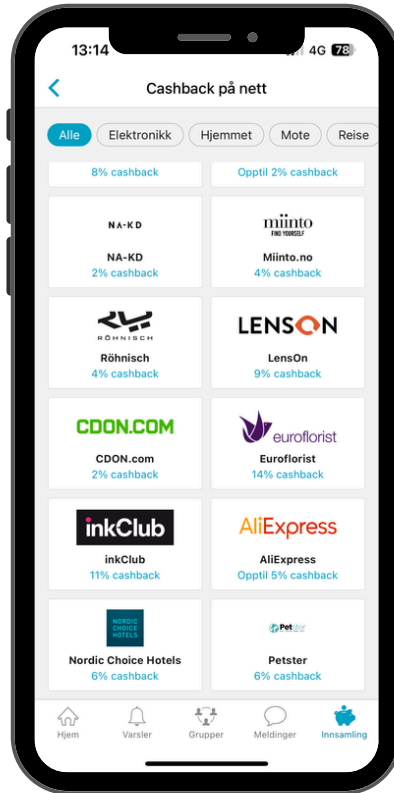 13:14
4G 78
Cashback på nett
Alle Elektronikk Hjemmet Mote Reise
8% cashback
Opptil 2% cashback
NA-KD
NA-KD
2% cashback
miinto
FIND YOURSELF
Miinto.no
4% cashback
RÖHNISCH
Röhnisch
4% cashback
LENSON
LensOn
9% cashback
CDON.COM
CDON.com
2% cashback
euroflorist
Euroflorist
14% cashback
inkClub
inkClub
11% cashback
AliExpress
AliExpress
Opptil 5% cashback
NORDIC
CHOICE
HOTELS
Nordic Choice Hotels
6% cashback
Petster
Petster
6% cashback
Hjem Varsler Grupper Meldinger Innsamling